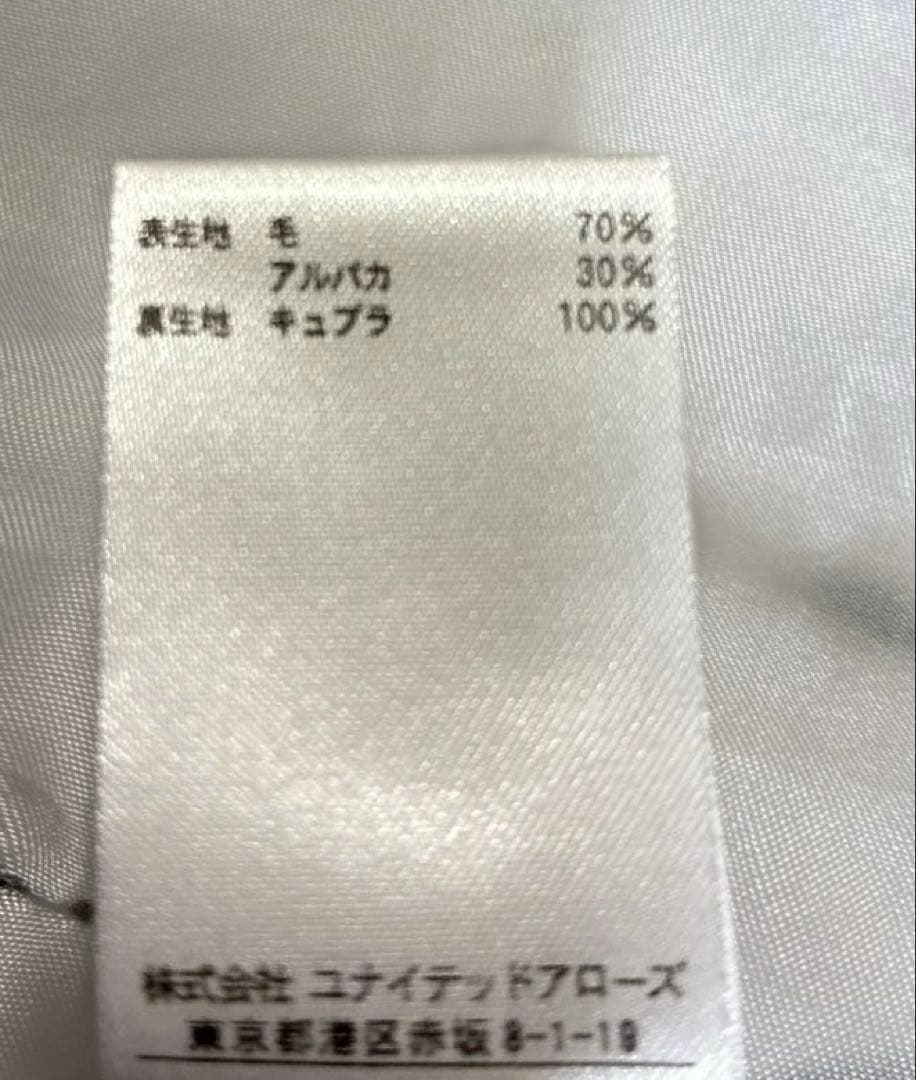 表生地 毛 70%
アルパカ 30%
裏生地 キュプラ 100%
株式会社 ユナイテッドアローズ
東京都港区赤坂 8-1-19